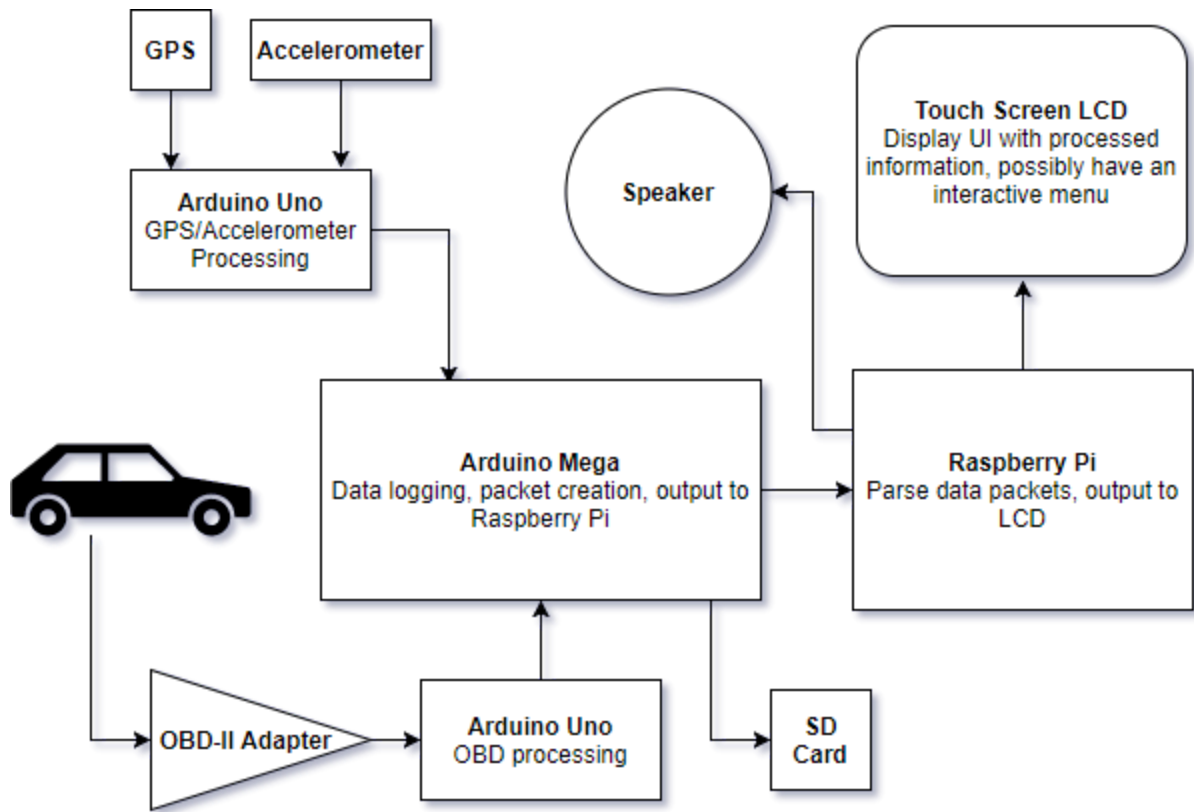 GPS
Accelerometer
Arduino Uno
GPS/Accelerometer
Processing
Speaker
Touch Screen LCD
Display UI with processed
information, possibly have an
interactive menu
Arduino Mega
Data logging, packet creation, output to
Raspberry Pi
Raspberry Pi
Parse data packets, output to
LCD
OBD-II Adapter
Arduino Uno
OBD processing
SD
Card